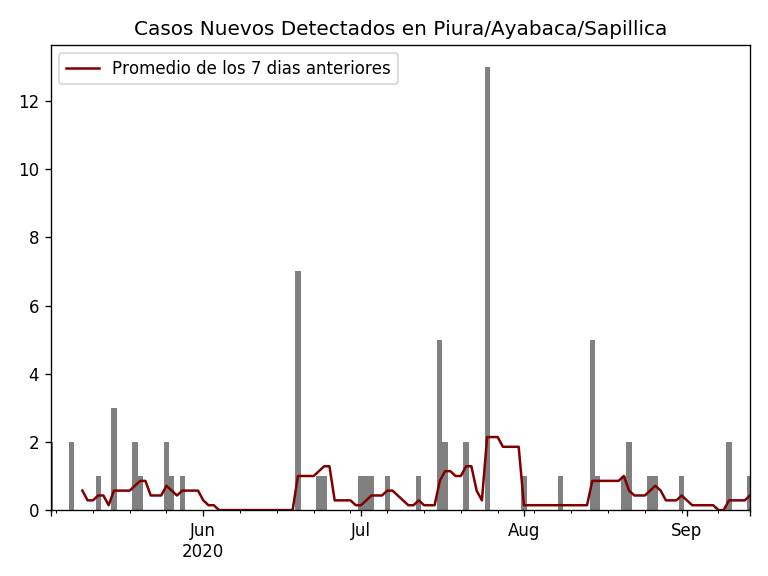 Casos Nuevos Detectados en Piura/Ayabaca/Sapillica
Promedio de los 7 dias anteriores
12
10
8
6
4
2
0
Jun Jul Aug Sep
2020